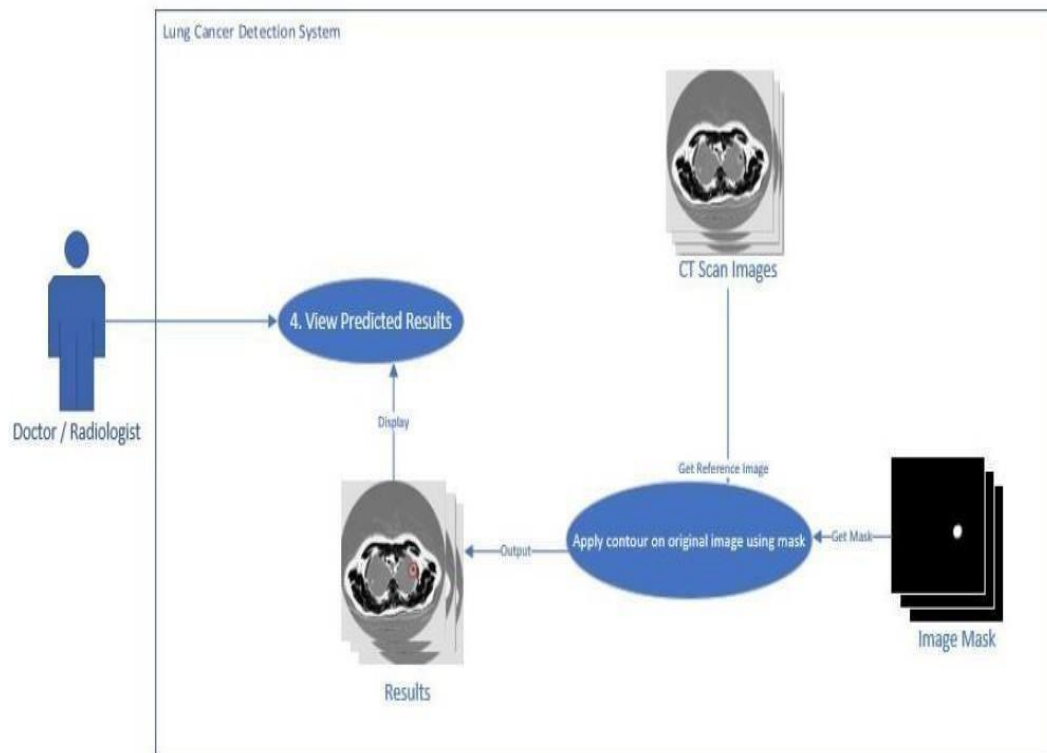 Lung Cancer Detection System
CT Scan Images
4. View Predicted Results
Doctor / Radiologist
Display
Get Reference Image
Apply contour on original image using mask
Get Mask
Output
Image Mask
Results